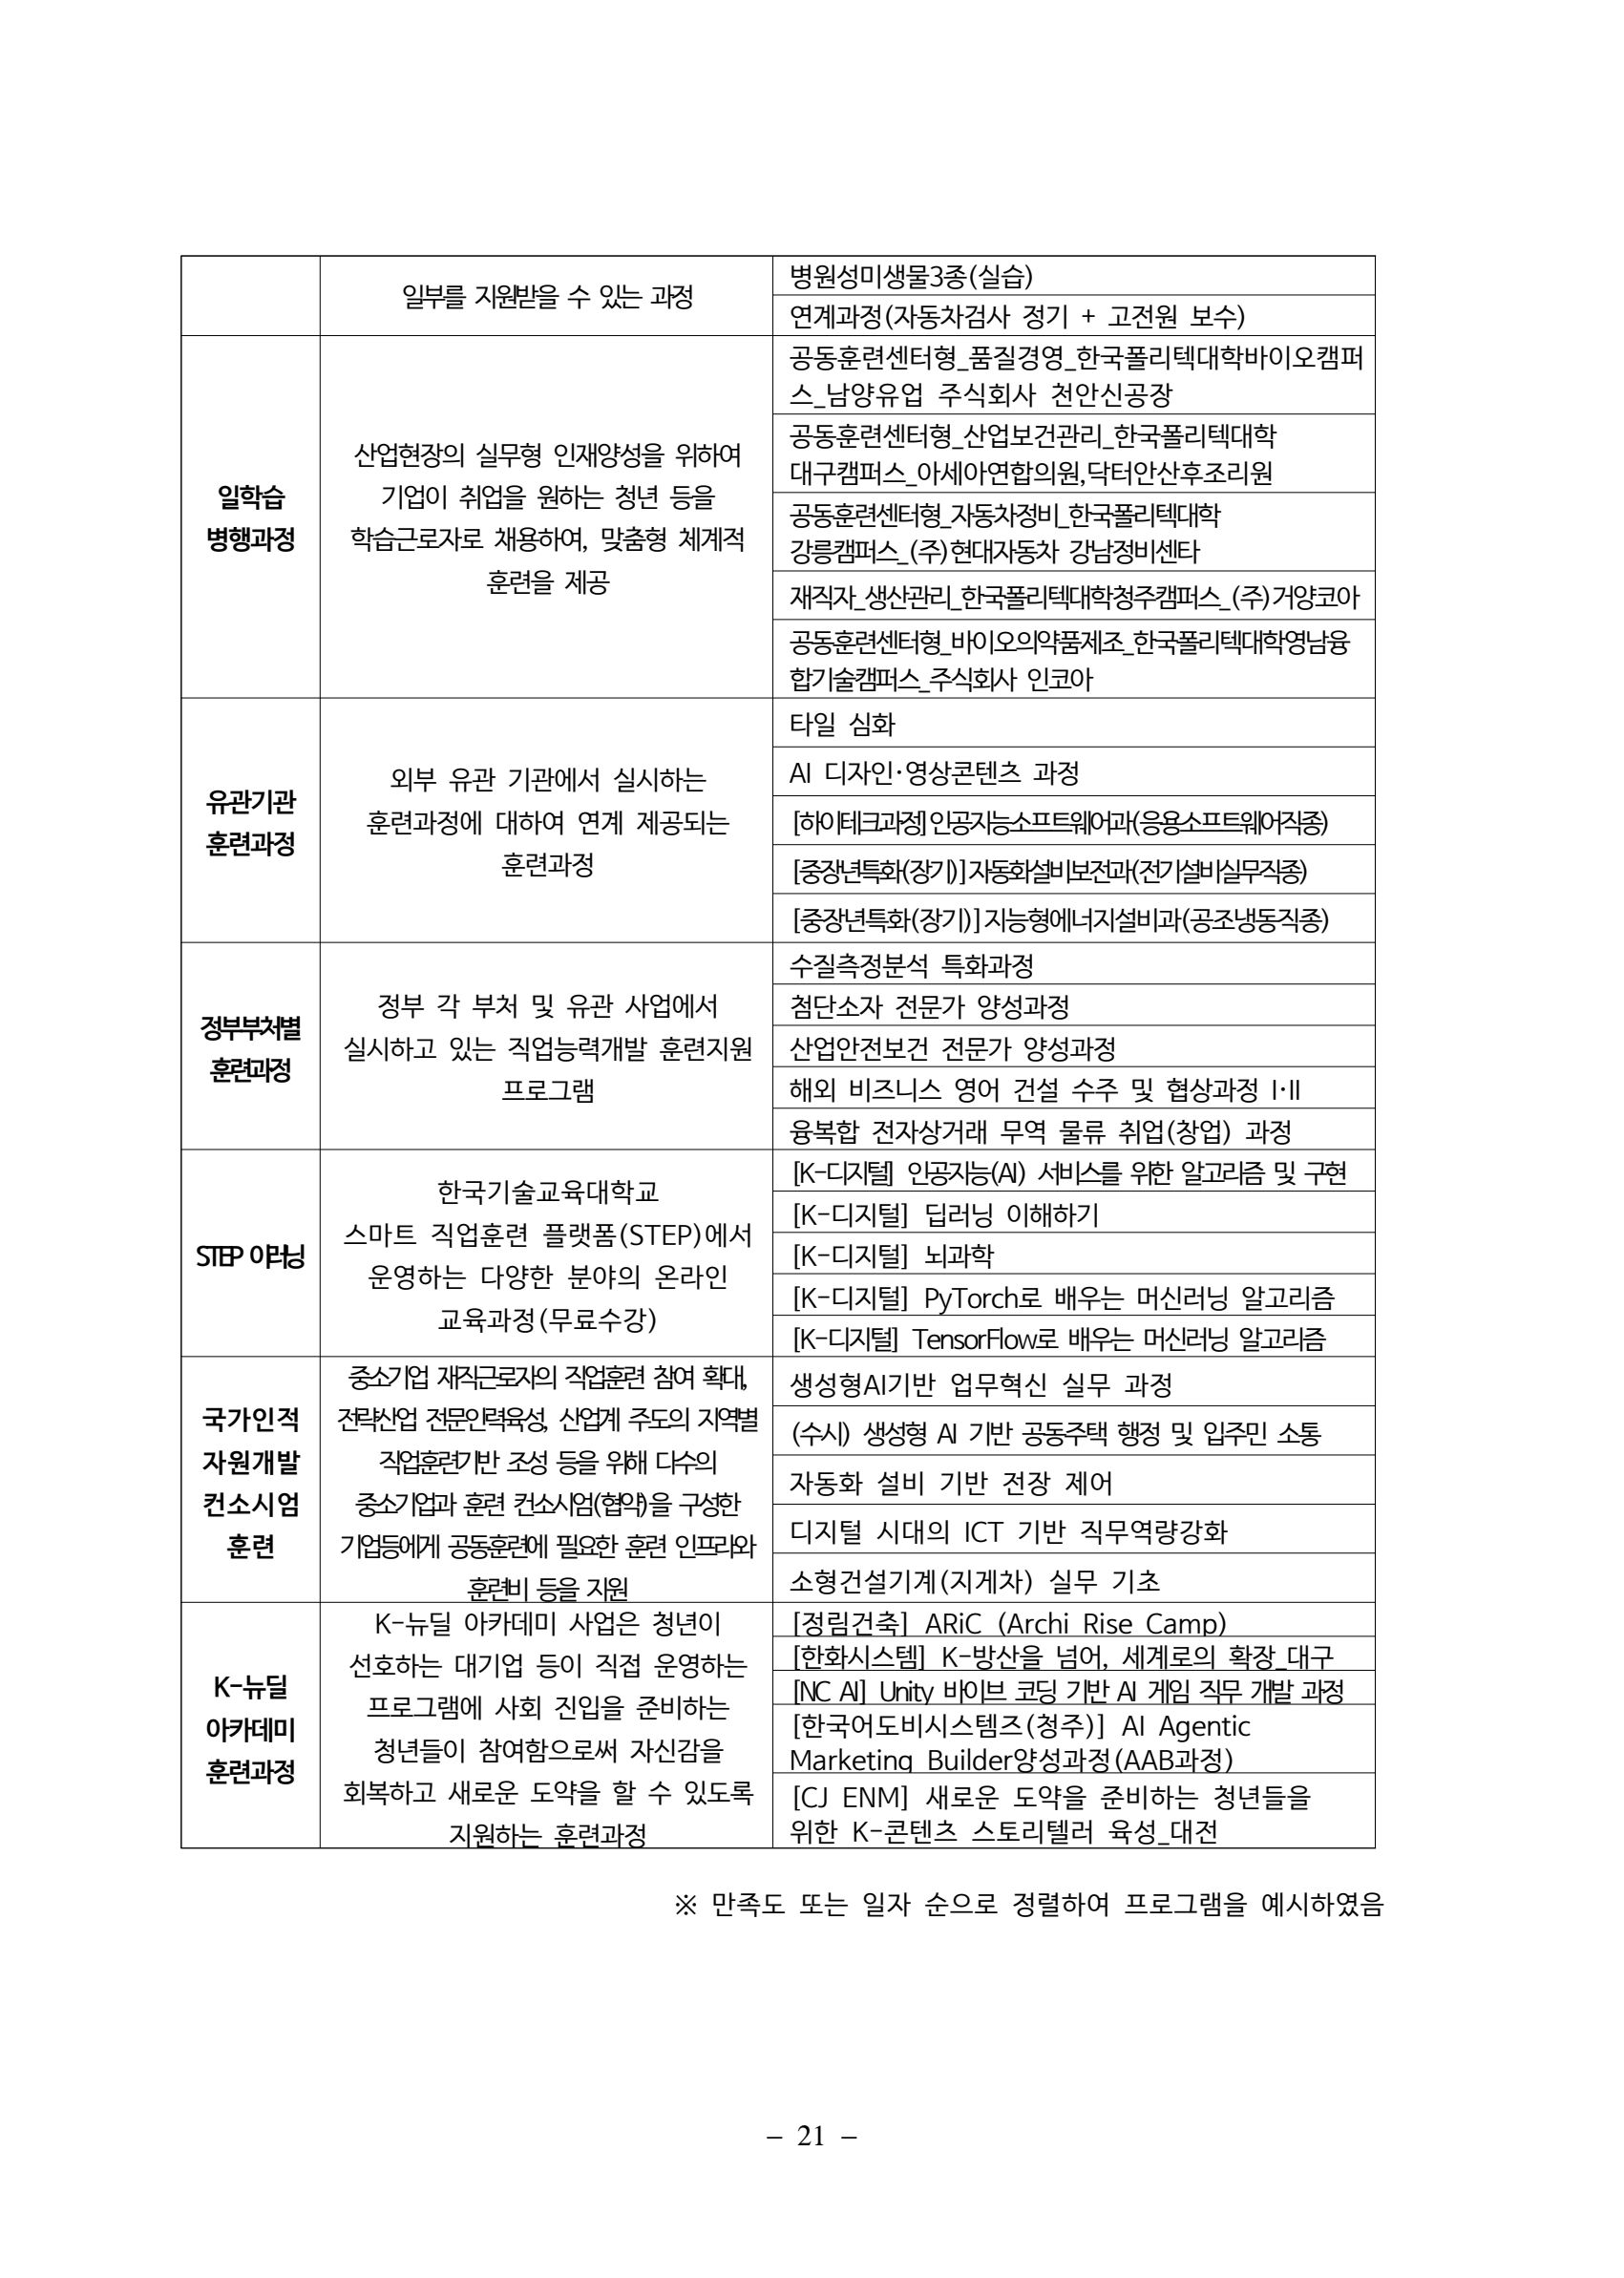 일부를 지원받을 수 있는 과정
병원성미생물3종(실습)
연계과정(자동차검사 정기 + 고전원 보수)
일학습
병행과정
산업현장의 실무형 인재양성을 위하여
기업이 취업을 원하는 청년 등을
학습근로자로 채용하여, 맞춤형 체계적
훈련을 제공
공동훈련센터형_품질경영_한국폴리텍대학바이오캠퍼
스_남양유업 주식회사 천안신공장
공동훈련센터형_산업보건관리_한국폴리텍대학
대구캠퍼스_아세아연합의원,닥터안산후조리원
공동훈련센터형_자동차정비_한국폴리텍대학
강릉캠퍼스_(주)현대자동차 강남정비센타
재직자_생산관리_한국폴리텍대학청주캠퍼스_(주)거양코아
공동훈련센터형_바이오의약품제조_한국폴리텍대학영남융
합기술캠퍼스_주식회사 인코아
유관기관
훈련과정
외부 유관 기관에서 실시하는
훈련과정에 대하여 연계 제공되는
훈련과정
타일 심화
AI 디자인·영상콘텐츠 과정
[하이테크과정] 인공지능소프트웨어과(응용소프트웨어직종)
[중장년특화(장기)] 자동화설비보전과(전기설비실무직종)
[중장년특화(장기)] 지능형에너지설비과(공조냉동직종)
정부부처별
훈련과정
정부 각 부처 및 유관 사업에서
실시하고 있는 직업능력개발 훈련지원
프로그램
수질측정분석 특화과정
첨단소자 전문가 양성과정
산업안전보건 전문가 양성과정
해외 비즈니스 영어 건설 수주 및 협상과정 I·II
융복합 전자상거래 무역 물류 취업(창업) 과정
STEP 이러닝
한국기술교육대학교
스마트 직업훈련 플랫폼(STEP)에서
운영하는 다양한 분야의 온라인
교육과정(무료수강)
[K-디지털] 인공지능(AI) 서비스를 위한 알고리즘 및 구현
[K-디지털] 딥러닝 이해하기
[K-디지털] 뇌과학
[K-디지털] PyTorch로 배우는 머신러닝 알고리즘
[K-디지털] TensorFlow로 배우는 머신러닝 알고리즘
국가인적
자원개발
컨소시엄
훈련
중소기업 재직근로자의 직업훈련 참여 확대,
전략산업 전문인력육성, 산업계 주도의 지역별
직업훈련기반 조성 등을 위해 다수의
중소기업과 훈련 컨소시엄(협약)을 구성한
기업등에게 공동훈련에 필요한 훈련 인프라와
훈련비 등을 지원
생성형AI기반 업무혁신 실무 과정
(수시) 생성형 AI 기반 공동주택 행정 및 입주민 소통
자동화 설비 기반 전장 제어
디지털 시대의 ICT 기반 직무역량강화
소형건설기계(지게차) 실무 기초
K-뉴딜
아카데미
훈련과정
K-뉴딜 아카데미 사업은 청년이
선호하는 대기업 등이 직접 운영하는
프로그램에 사회 진입을 준비하는
청년들이 참여함으로써 자신감을
회복하고 새로운 도약을 할 수 있도록
지원하는 훈련과정
[정림건축] ARiC (Archi Rise Camp)
[한화시스템] K-방산을 넘어, 세계로의 확장_대구
[NC AI] Unity 바이브 코딩 기반 AI 게임 직무 개발 과정
[한국어도비시스템즈(청주)] AI Agentic
Marketing Builder양성과정(AAB과정)
[CJ ENM] 새로운 도약을 준비하는 청년들을
위한 K-콘텐츠 스토리텔러 육성_대전
※ 만족도 또는 일자 순으로 정렬하여 프로그램을 예시하였음
– 21 –